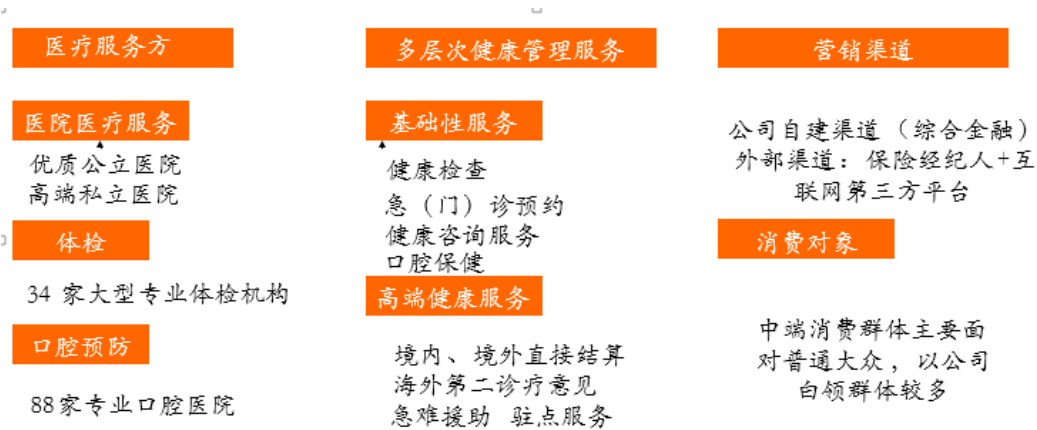 医疗服务方
医院医疗服务
优质公立医院
高端私立医院
体检
34 家大型专业体检机构
口腔预防
88家专业口腔医院
多层次健康管理服务
基础性服务
健康检查
急（门）诊预约
健康咨询服务
口腔保健
高端健康服务
境内、境外直接结算
海外第二诊疗意见
急难援助 驻点服务
营销渠道
公司自建渠道（综合金融）
外部渠道：保险经纪人+互
联网第三方平台
消费对象
中端消费群体主要面
对普通大众，以公司
白领群体较多